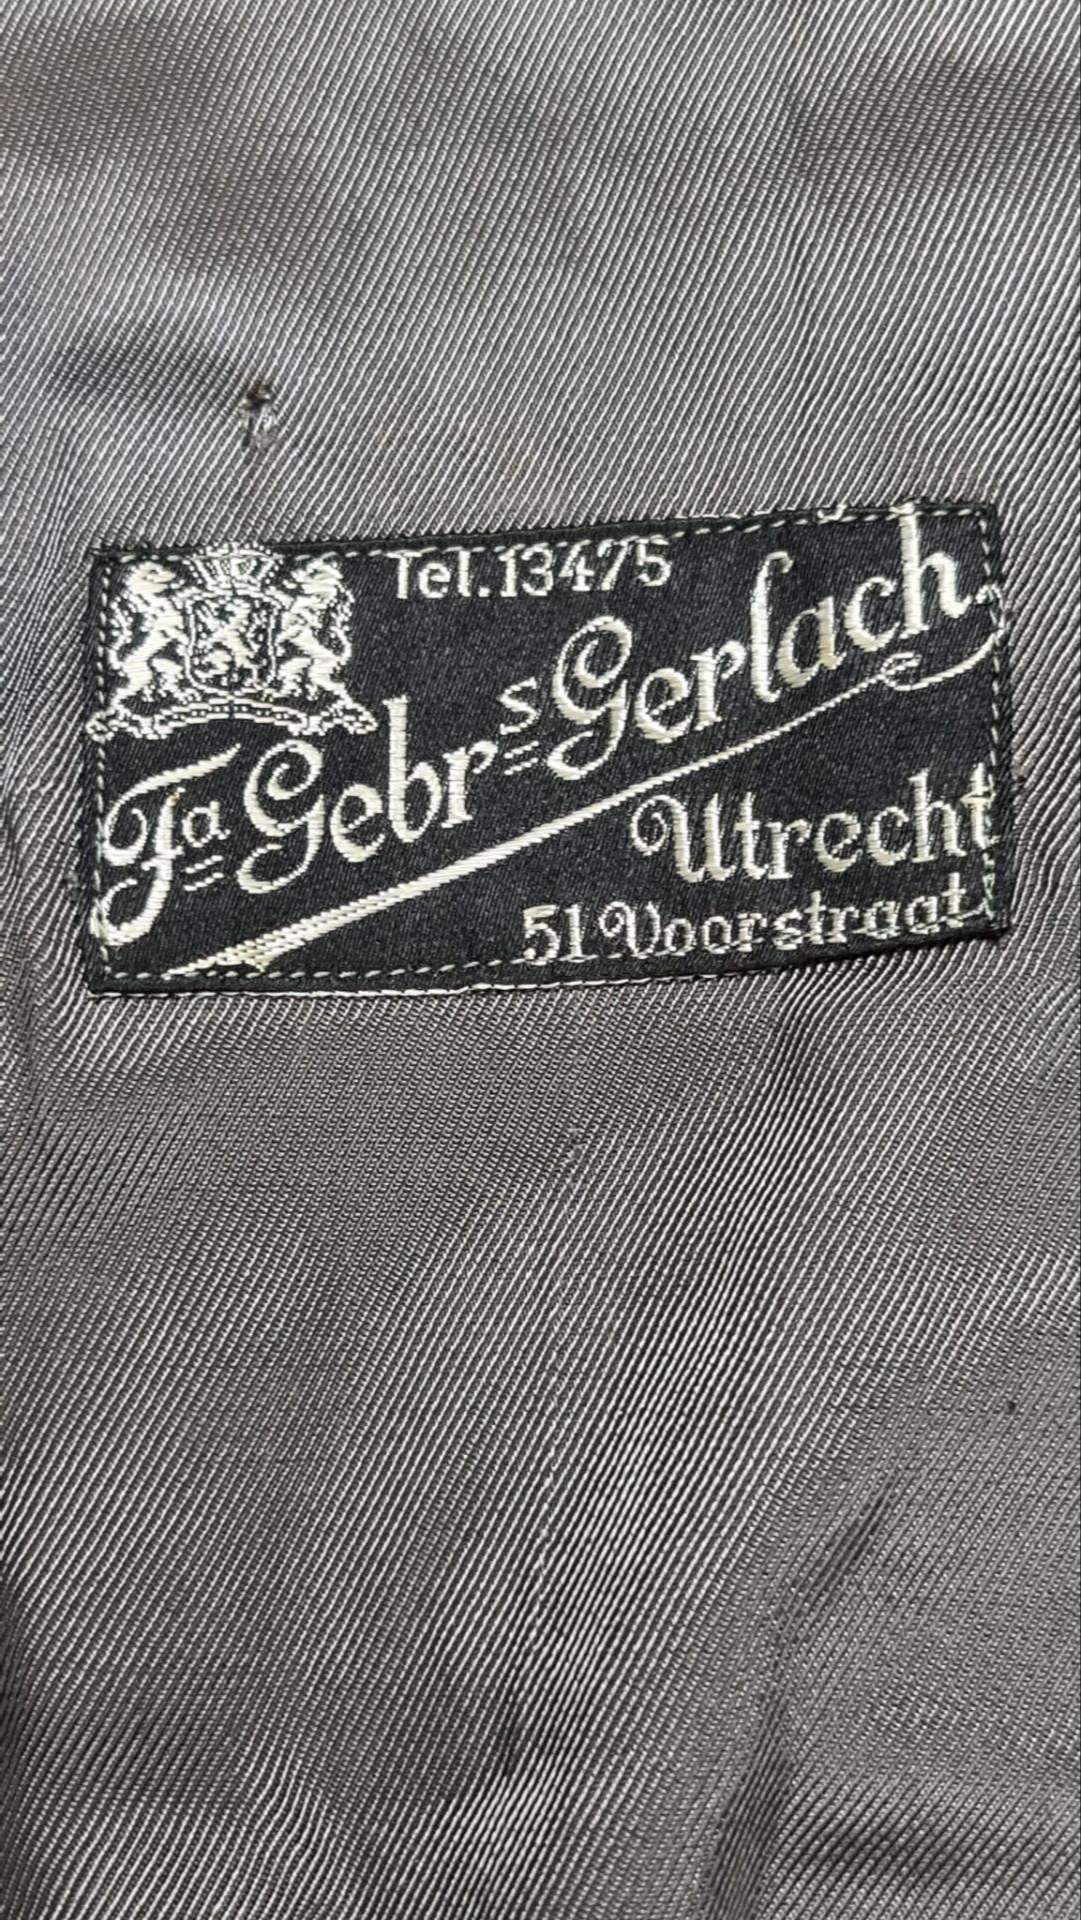 Tel. 13475
Fa Gebrs Gerlach
Utrecht
51 Voorstraat